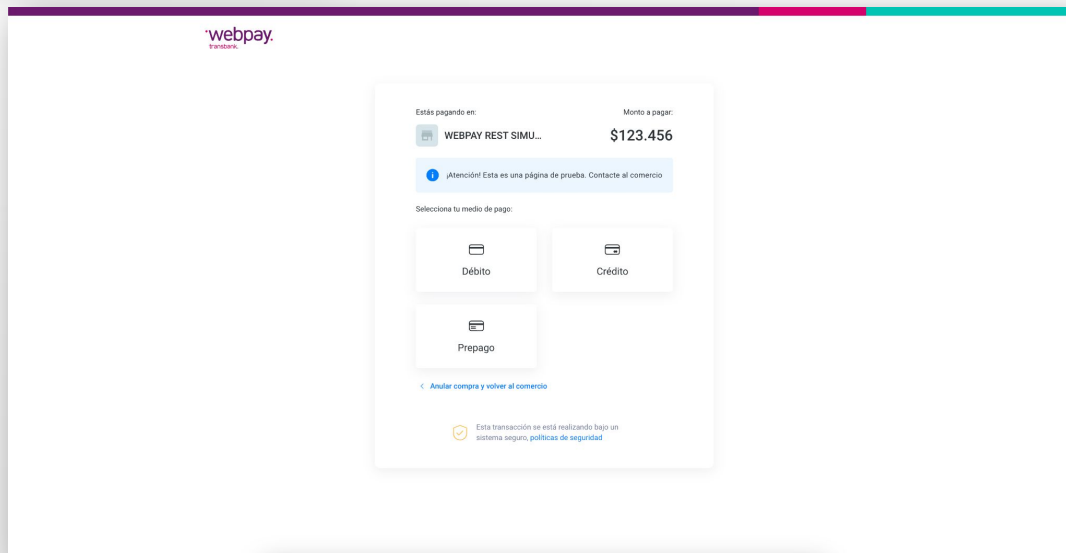 webpay.
transbank.
Estás pagando en:
Monto a pagar:
WEBPAY REST SIMU...
$123.456
¡Atención! Esta es una página de prueba. Contacte al comercio
Selecciona tu medio de pago:
Débito
Crédito
Prepago
Anular compra y volver al comercio
Esta transacción se está realizando bajo un
sistema seguro, políticas de seguridad